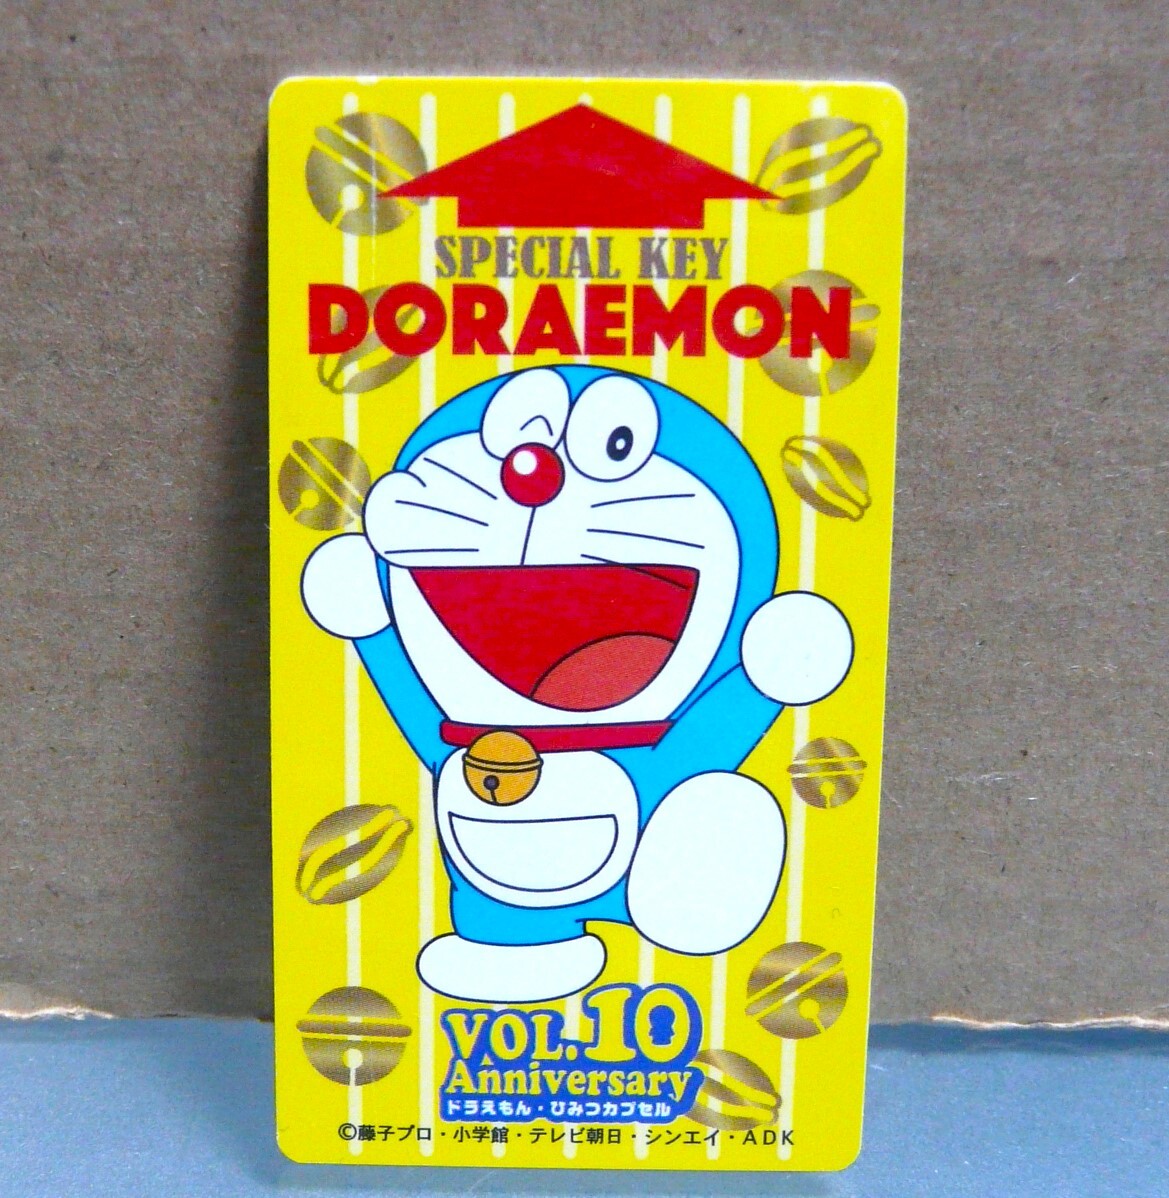 SPECIAL KEY
DORAEMON
VOL.10
Anniversary
ドラえもん・ひみつカプセル
©藤子プロ・小学館・テレビ朝日・シンエイ・ADK